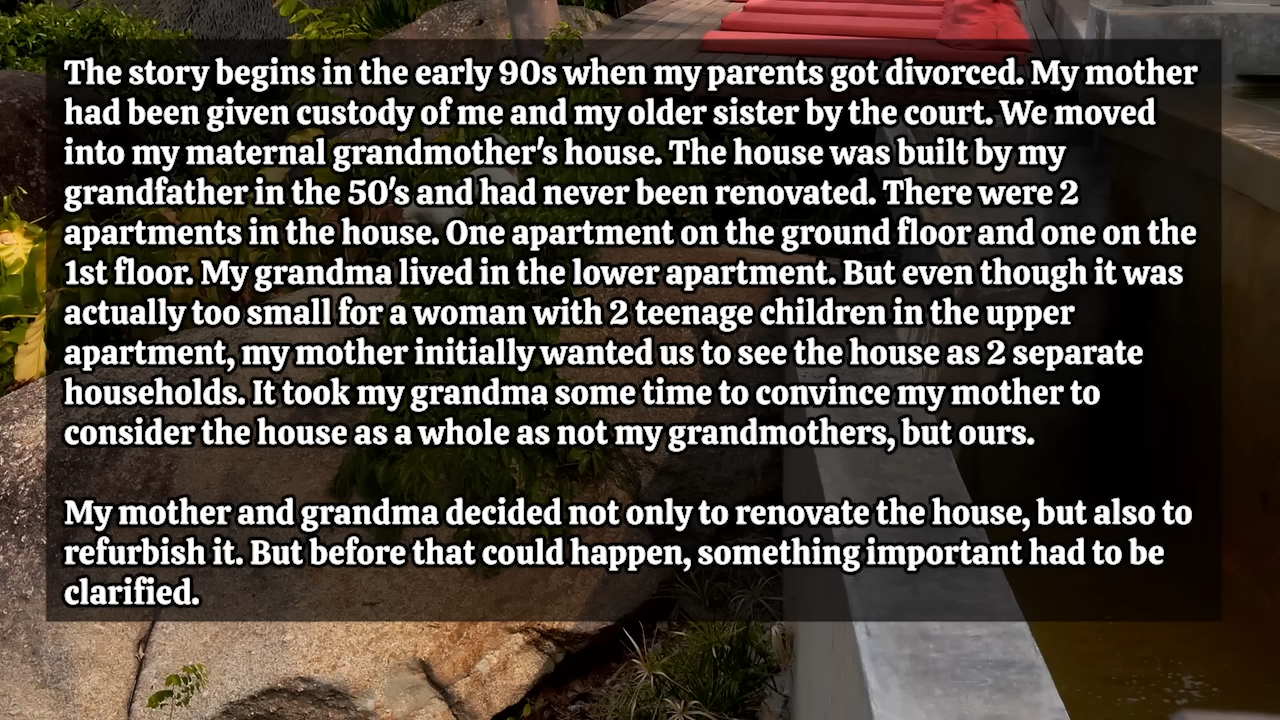 The story begins in the early 90s when my parents got divorced. My mother
had been given custody of me and my older sister by the court. We moved
into my maternal grandmother's house. The house was built by my
grandfather in the 50's and had never been renovated. There were 2
apartments in the house. One apartment on the ground floor and one on the
1st floor. My grandma lived in the lower apartment. But even though it was
actually too small for a woman with 2 teenage children in the upper
apartment, my mother initially wanted us to see the house as 2 separate
households. It took my grandma some time to convince my mother to
consider the house as a whole as not my grandmothers, but ours.
My mother and grandma decided not only to renovate the house, but also to
refurbish it. But before that could happen, something important had to be
clarified.